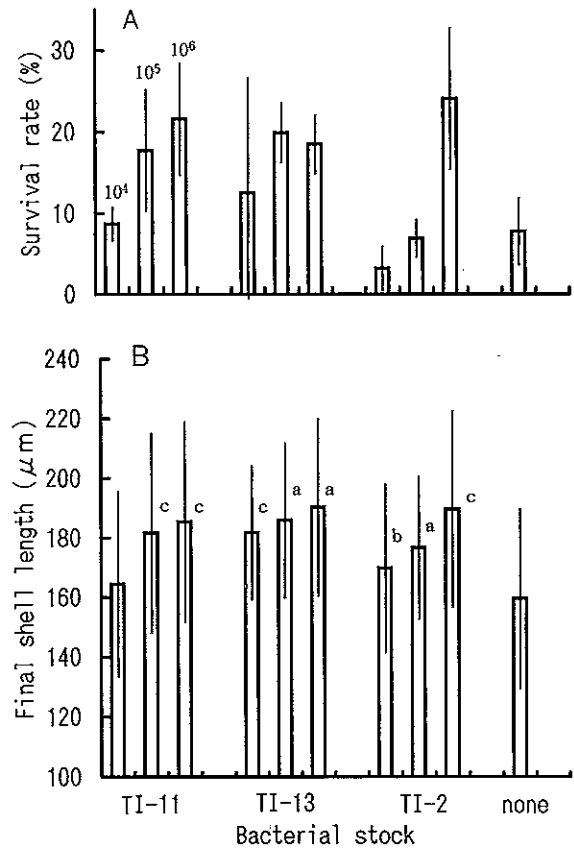 A
Survival rate (%)
30
20
10
0
10⁴
10⁵
10⁶
B
Final shell length (μm)
240
220
200
180
160
140
120
100
c
c
c
a
a
b
a
c
TI-11
TI-13
TI-2
none
Bacterial stock